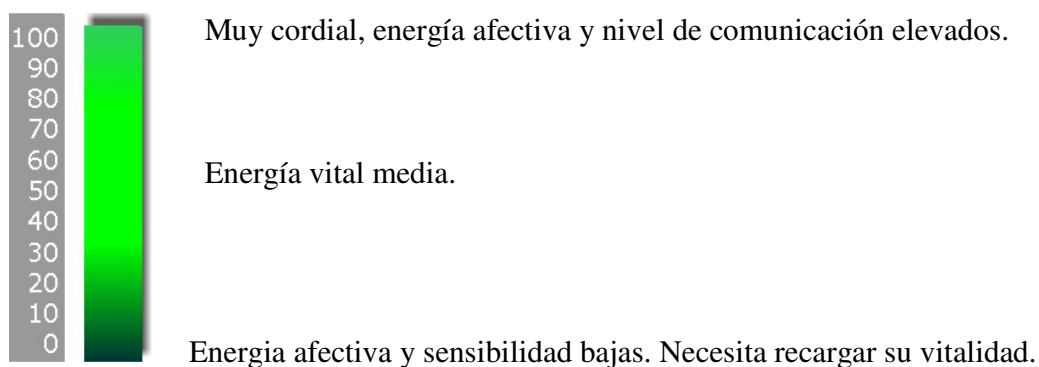 100 Muy cordial, energía afectiva y nivel de comunicación elevados.
90
80
70
60 Energía vital media.
50
40
30
20
10
0 Energia afectiva y sensibilidad bajas. Necesita recargar su vitalidad.